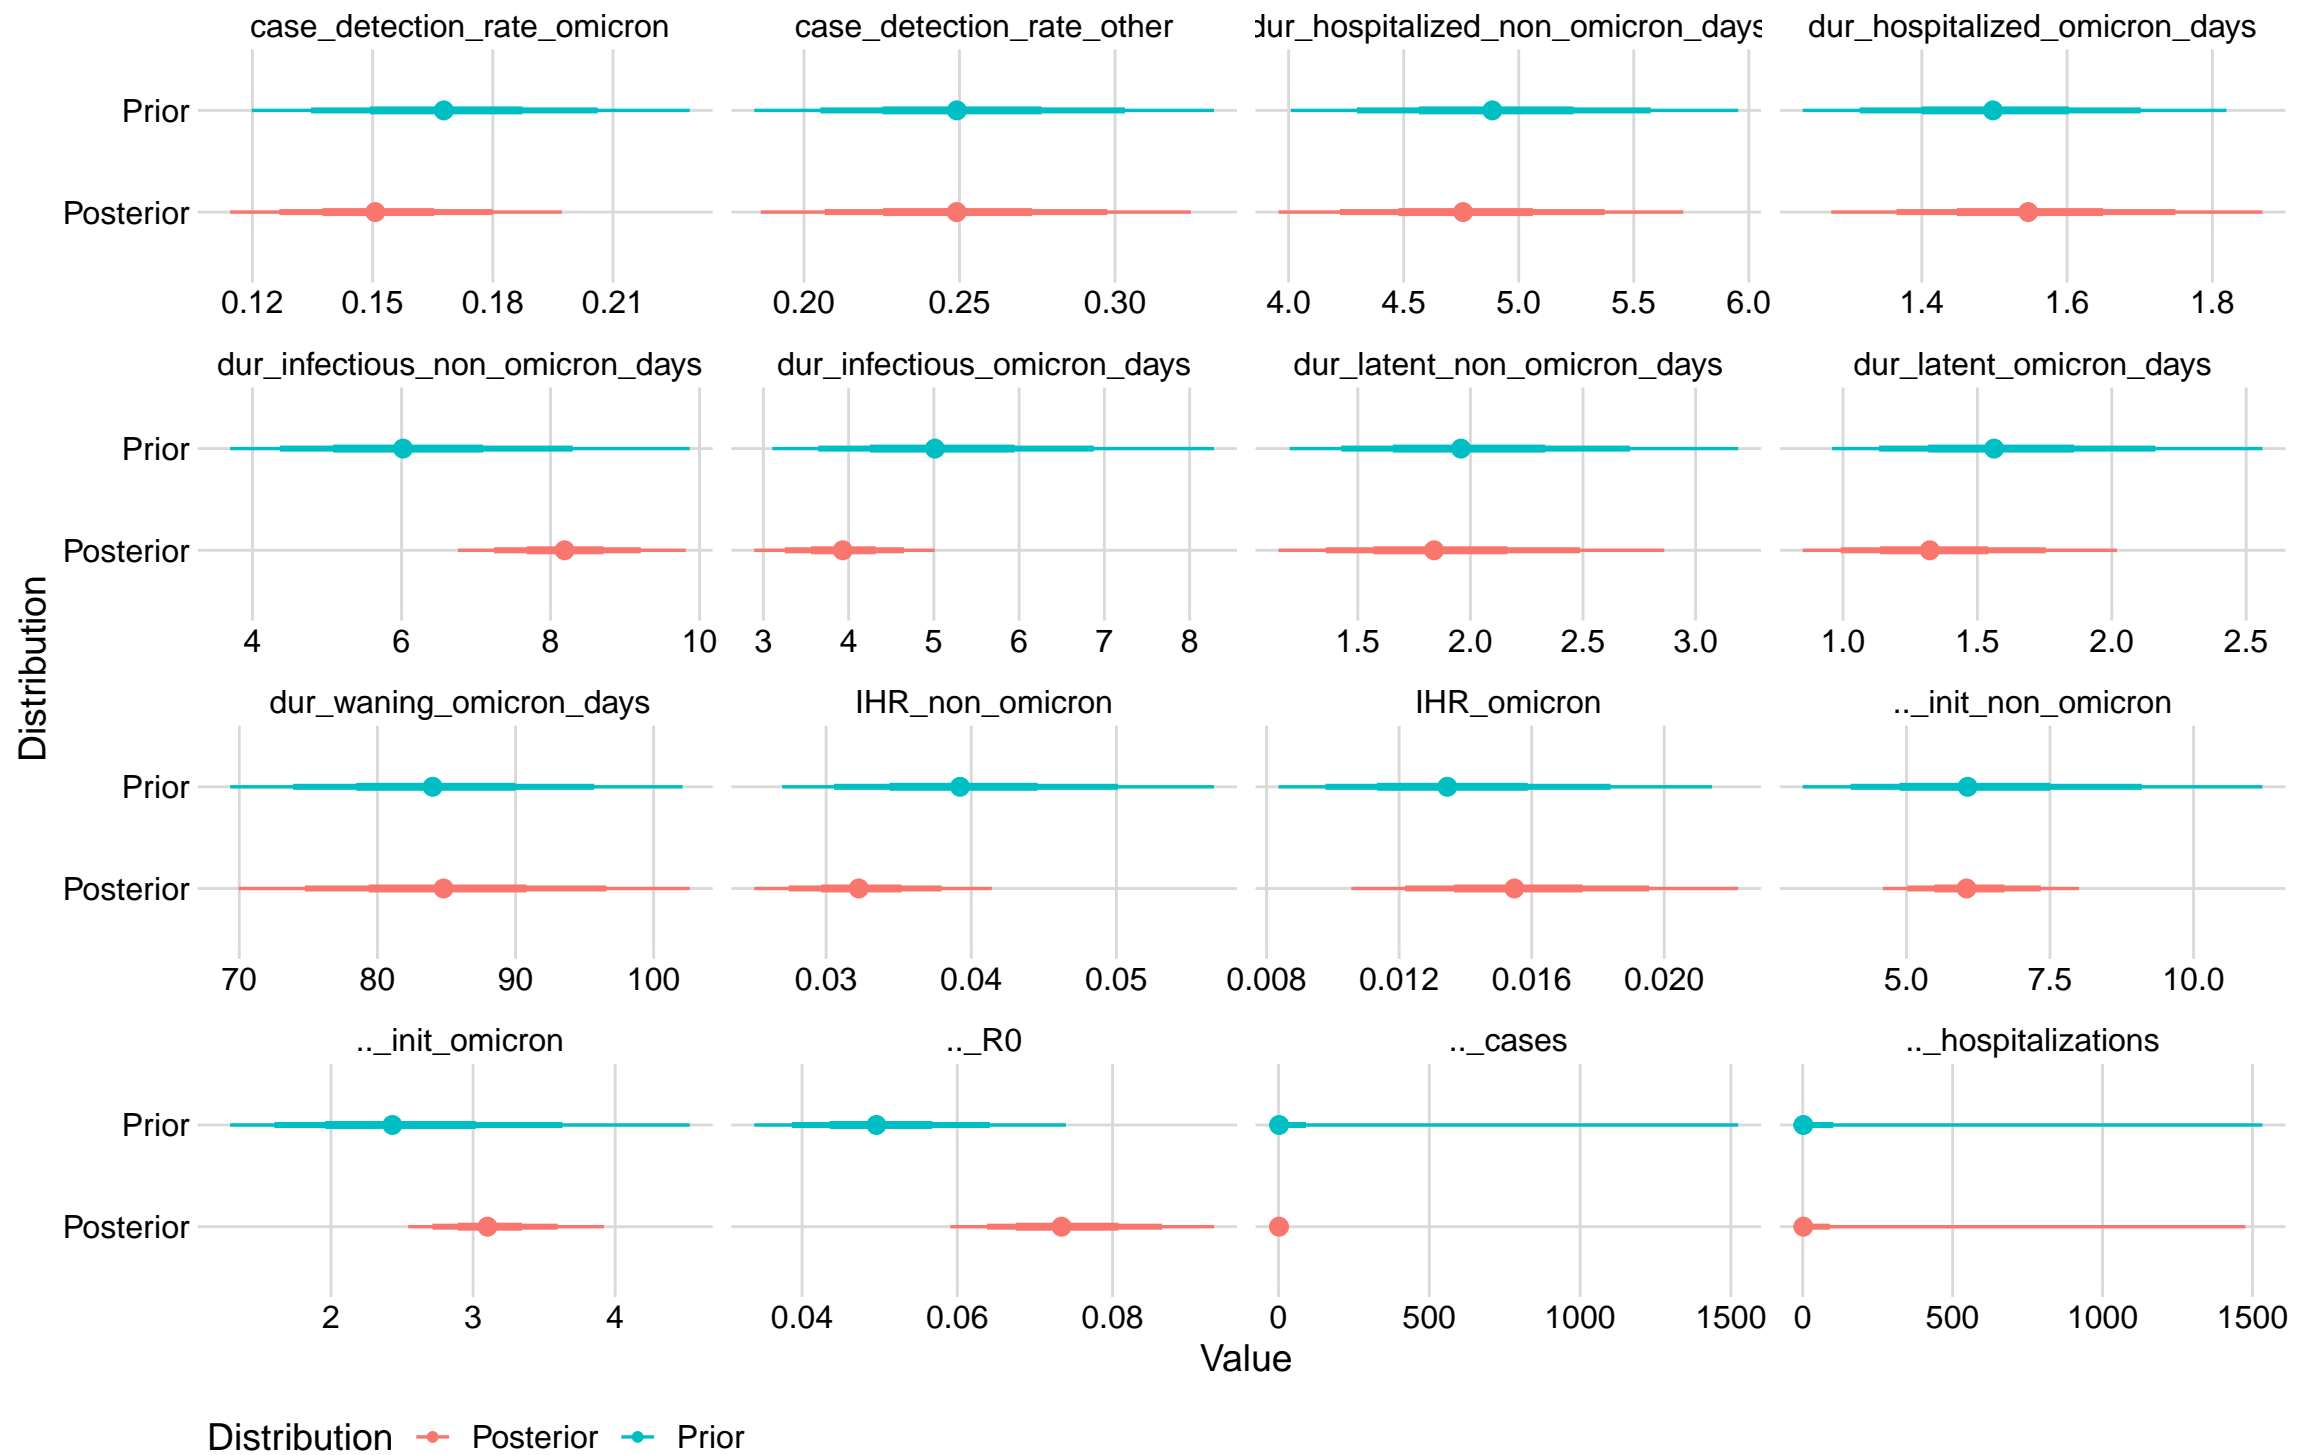 case_detection_rate_omicron case_detection_rate_other dur_hospitalized_non_omicron_days dur_hospitalized_omicron_days
Prior
Posterior
0.12 0.15 0.18 0.21 0.20 0.25 0.30 4.0 4.5 5.0 5.5 6.0 1.4 1.6 1.8
dur_infectious_non_omicron_days dur_infectious_omicron_days dur_latent_non_omicron_days dur_latent_omicron_days
Prior
Posterior
4 6 8 10 3 4 5 6 7 8 1.5 2.0 2.5 3.0 1.0 1.5 2.0 2.5
Distribution
dur_waning_omicron_days IHR_non_omicron IHR_omicron .._init_non_omicron
Prior
Posterior
70 80 90 100 0.03 0.04 0.05 0.008 0.012 0.016 0.020 5.0 7.5 10.0
.._init_omicron .._R0 .._cases .._hospitalizations
Prior
Posterior
2 3 4 0.04 0.06 0.08 0 500 1000 1500 0 500 1000 1500
Value
Distribution Posterior Prior